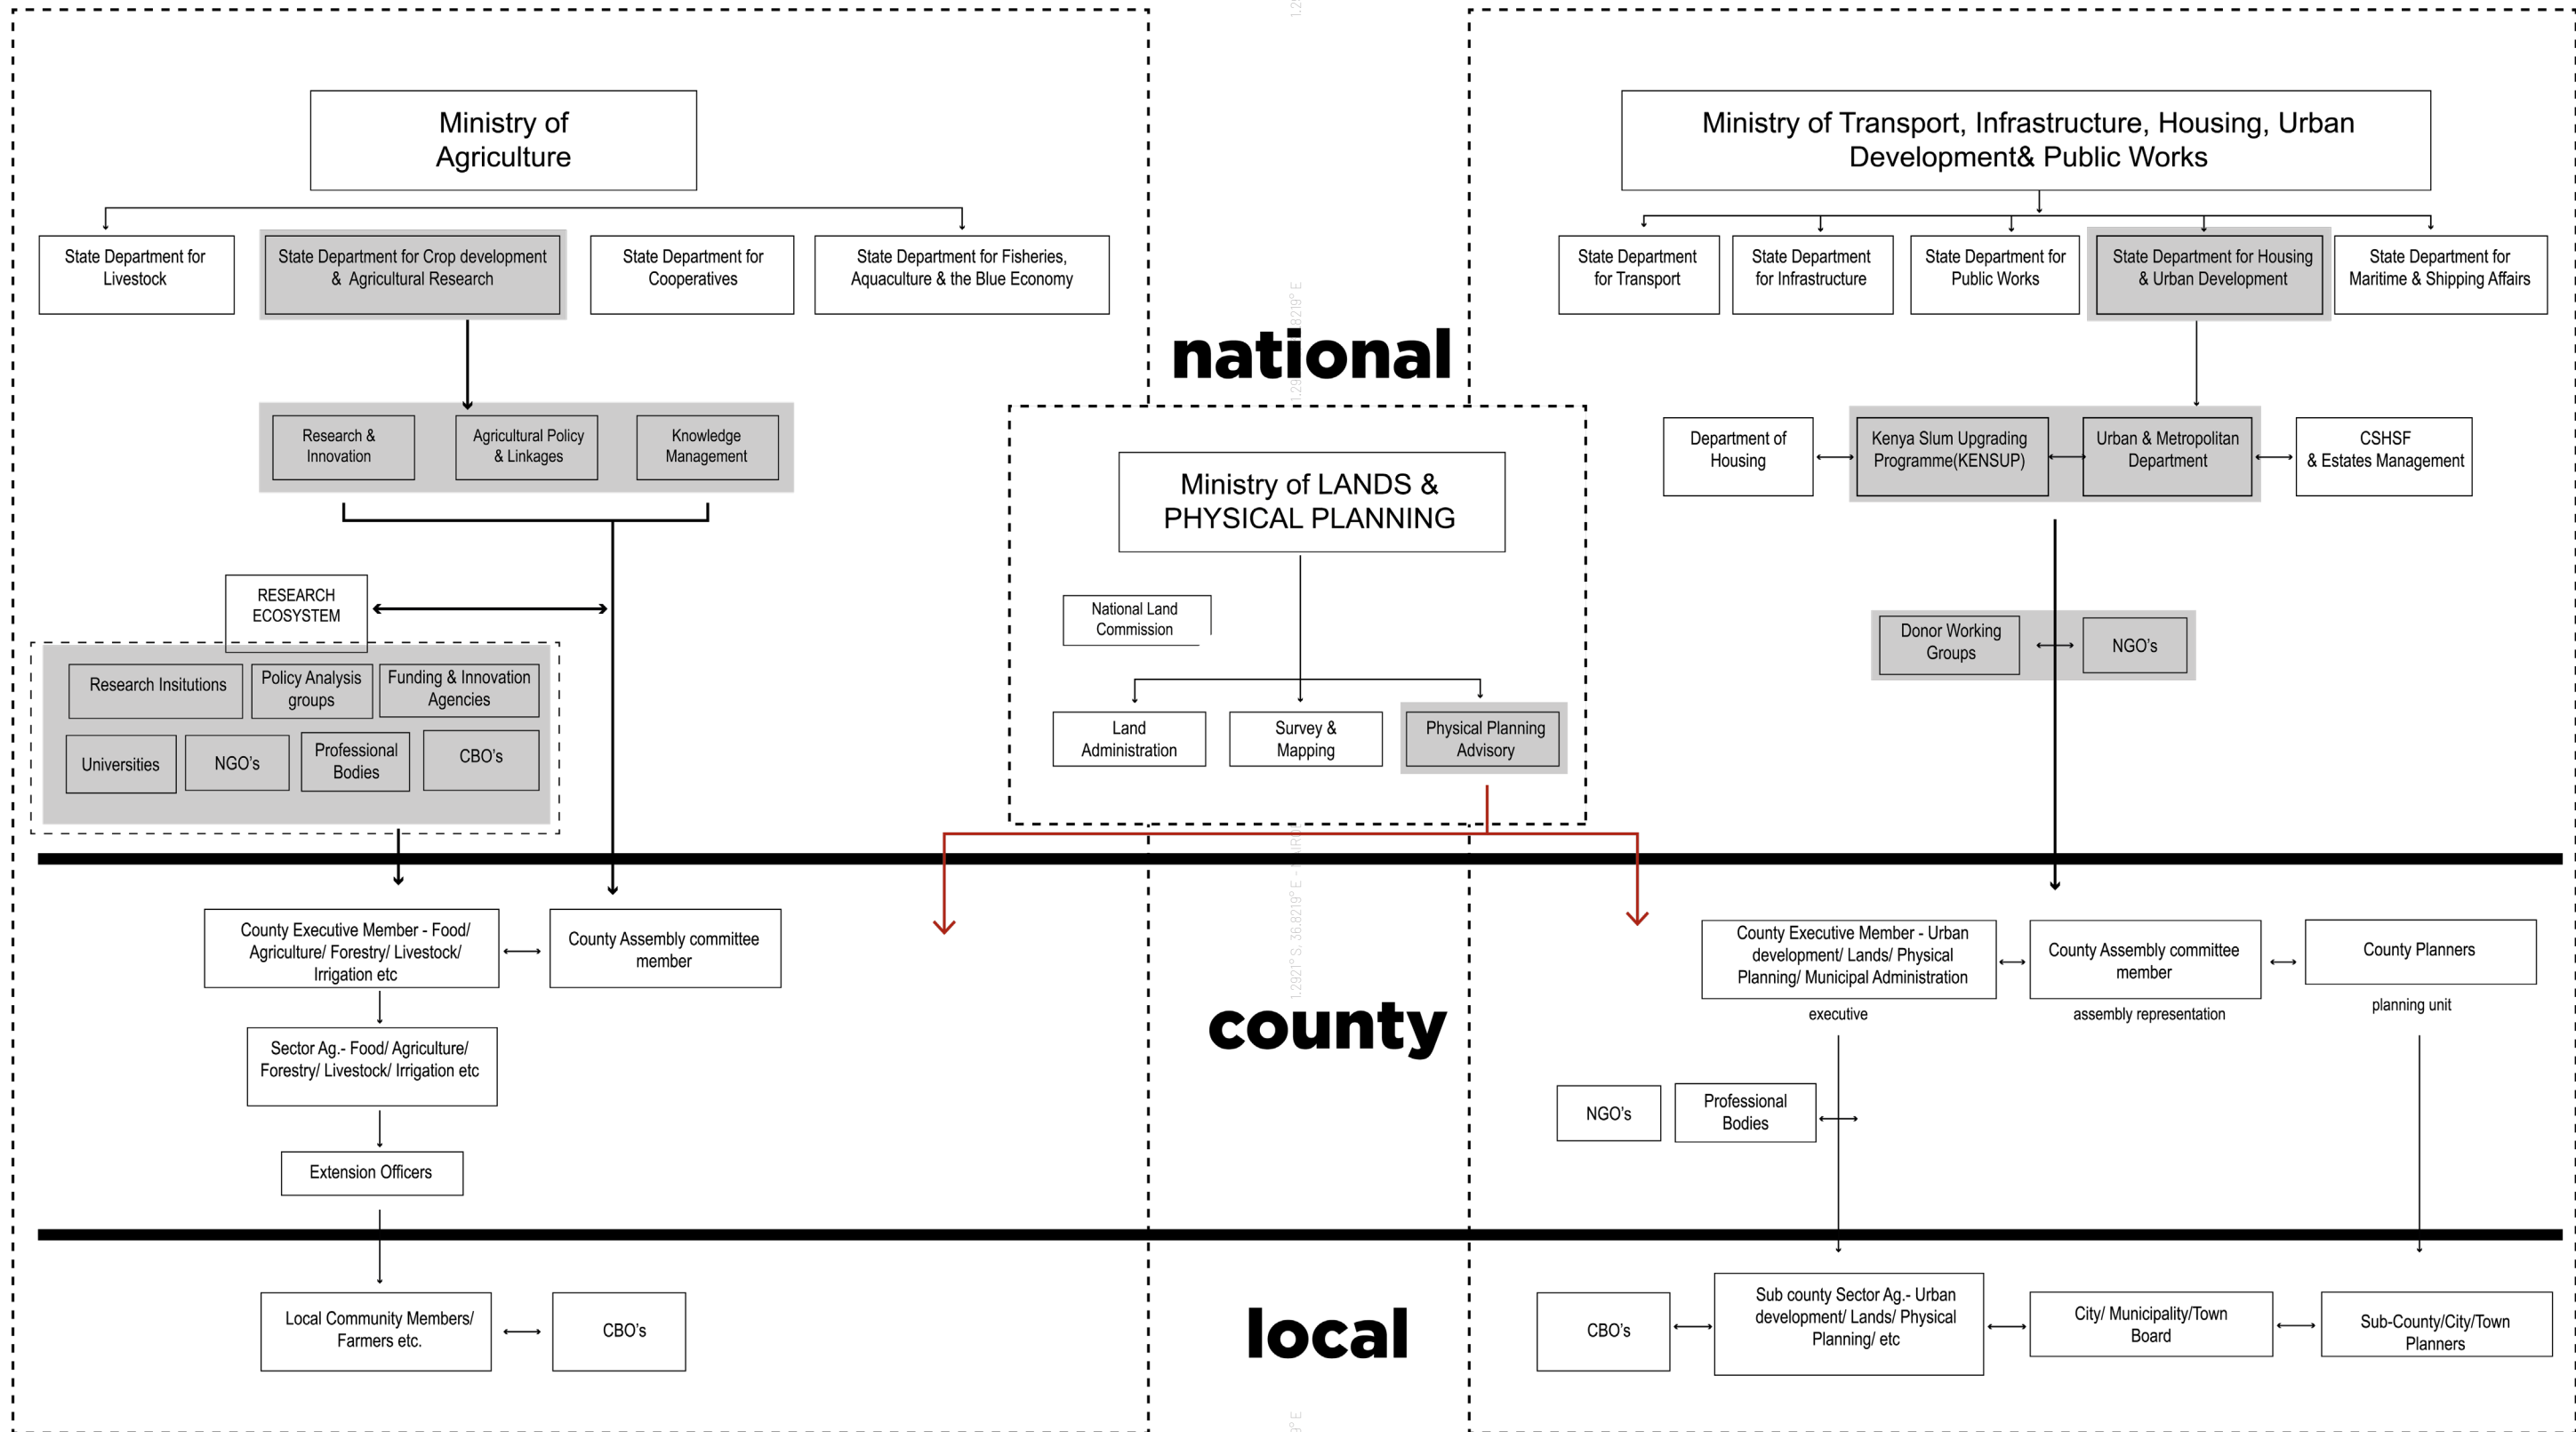 Ministry of
Agriculture
Ministry of Transport, Infrastructure, Housing, Urban
Development& Public Works
State Department for
Livestock
State Department for Crop development
& Agricultural Research
State Department for
Cooperatives
State Department for Fisheries,
Aquaculture & the Blue Economy
State Department
for Transport
State Department
for Infrastructure
State Department for
Public Works
State Department for Housing
& Urban Development
State Department for
Maritime & Shipping Affairs
national
Research &
Innovation
Agricultural Policy
& Linkages
Knowledge
Management
Department of
Housing
Kenya Slum Upgrading
Programme(KENSUP)
Urban & Metropolitan
Department
CSHSF
& Estates Management
Ministry of LANDS &
PHYSICAL PLANNING
RESEARCH
ECOSYSTEM
National Land
Commission
Donor Working
Groups
NGO's
Research Insitutions
Policy Analysis
groups
Funding & Innovation
Agencies
Universities
NGO's
Professional
Bodies
CBO's
Land
Administration
Survey &
Mapping
Physical Planning
Advisory
County Executive Member - Food/
Agriculture/ Forestry/ Livestock/
Irrigation etc
County Assembly committee
member
1.2921° S, 36.8219° E -
County Executive Member - Urban
development/ Lands/ Physical
Planning/ Municipal Administration
executive
County Assembly committee
member
assembly representation
County Planners
planning unit
county
Sector Ag.- Food/ Agriculture/
Forestry/ Livestock/ Irrigation etc
Extension Officers
NGO's
Professional
Bodies
local
Local Community Members/
Farmers etc.
CBO's
CBO's
Sub county Sector Ag.- Urban
development/ Lands/ Physical
Planning/ etc
City/ Municipality/Town
Board
Sub-County/City/Town
Planners